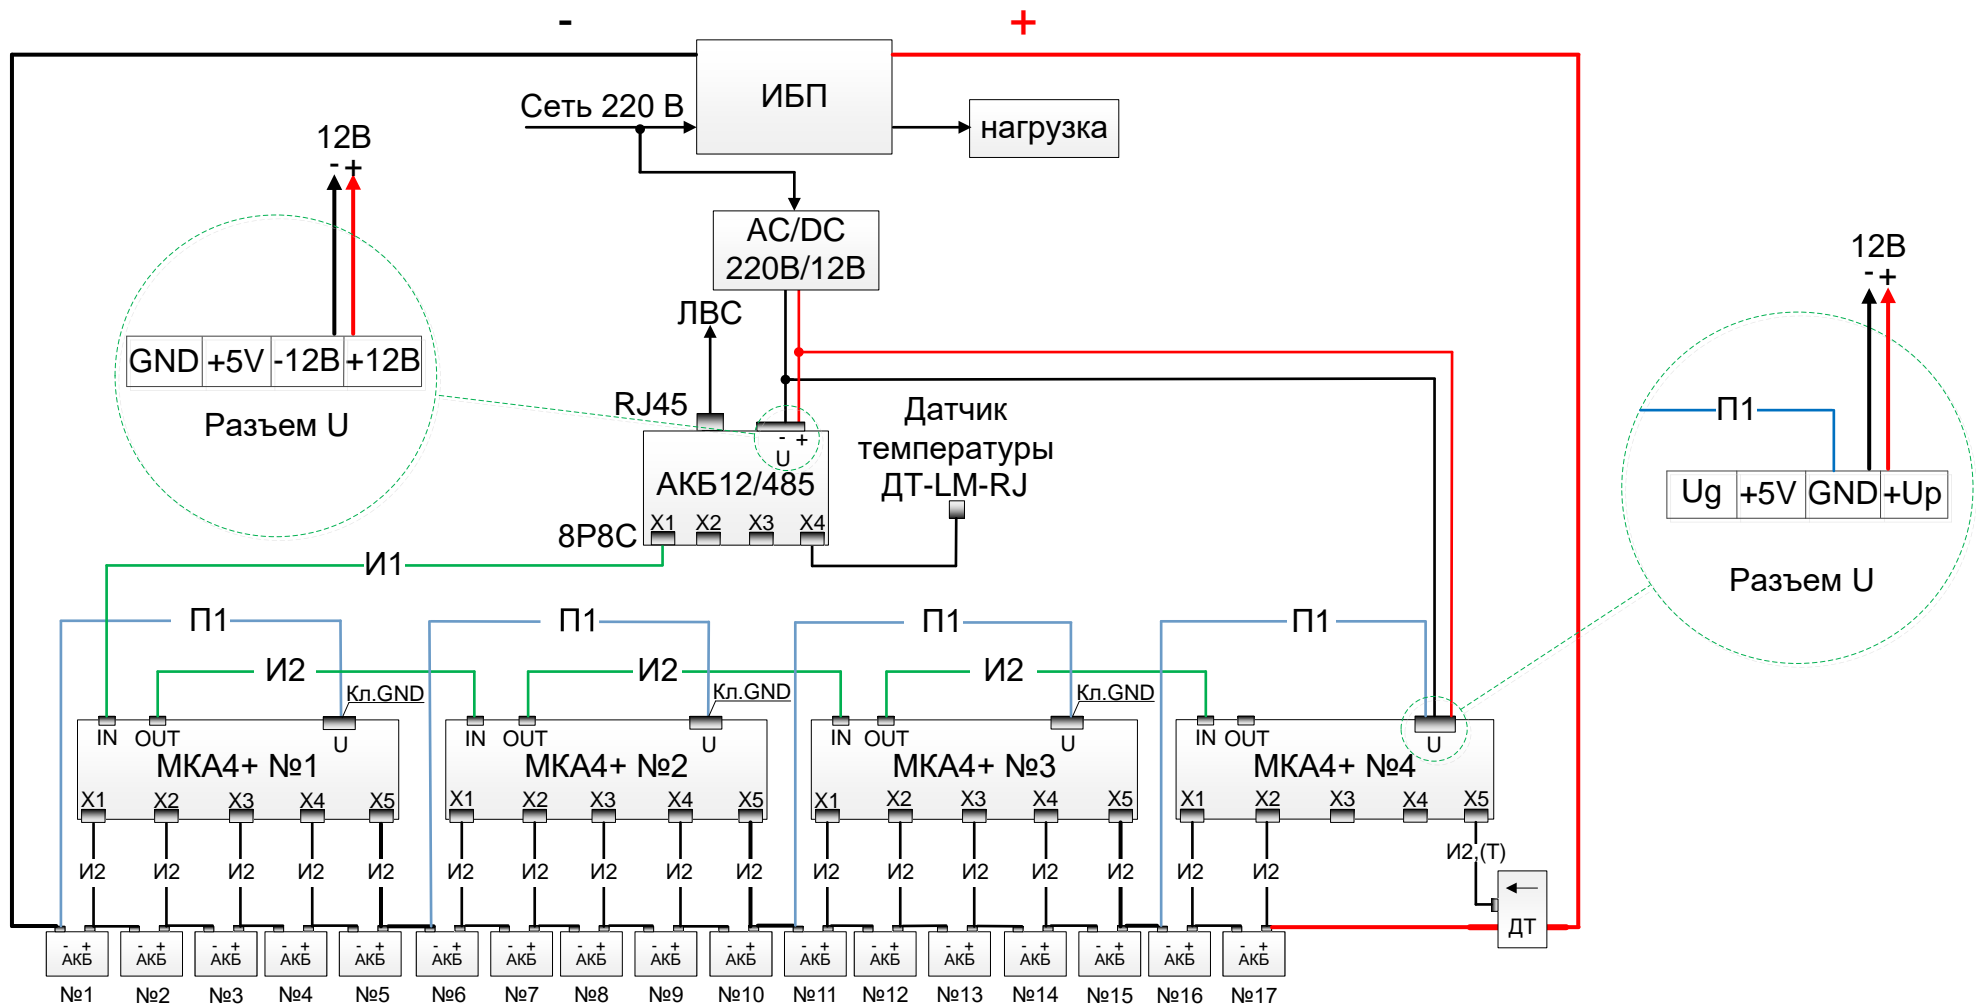 - +
ИБП
Сеть 220 В
нагрузка
12В
- +
AC/DC
220В/12В
12В
- +
ЛВС
GND +5V -12В +12В
Разъем U
RJ45
Датчик
температуры
ДТ-LM-RJ
- +
U
АКБ12/485
X1 X2 X3 X4
8P8C
П1
Ug +5V GND +Up
Разъем U
И1
П1 П1 П1 П1
И2 И2 И2
Кл.GND Кл.GND Кл.GND
IN OUT U IN OUT U IN OUT U IN OUT U
МКА4+ №1 МКА4+ №2 МКА4+ №3 МКА4+ №4
X1 X2 X3 X4 X5 X1 X2 X3 X4 X5 X1 X2 X3 X4 X5 X1 X2 X3 X4 X5
И2 И2 И2 И2 И2 И2 И2 И2 И2 И2 И2 И2 И2 И2 И2 И2 И2 И2,(Т)
ДТ
- + - + - + - + - + - + - + - + - + - + - + - + - + - + - + - + - +
АКБ АКБ АКБ АКБ АКБ АКБ АКБ АКБ АКБ АКБ АКБ АКБ АКБ АКБ АКБ АКБ АКБ
№1 №2 №3 №4 №5 №6 №7 №8 №9 №10 №11 №12 №13 №14 №15 №16 №17